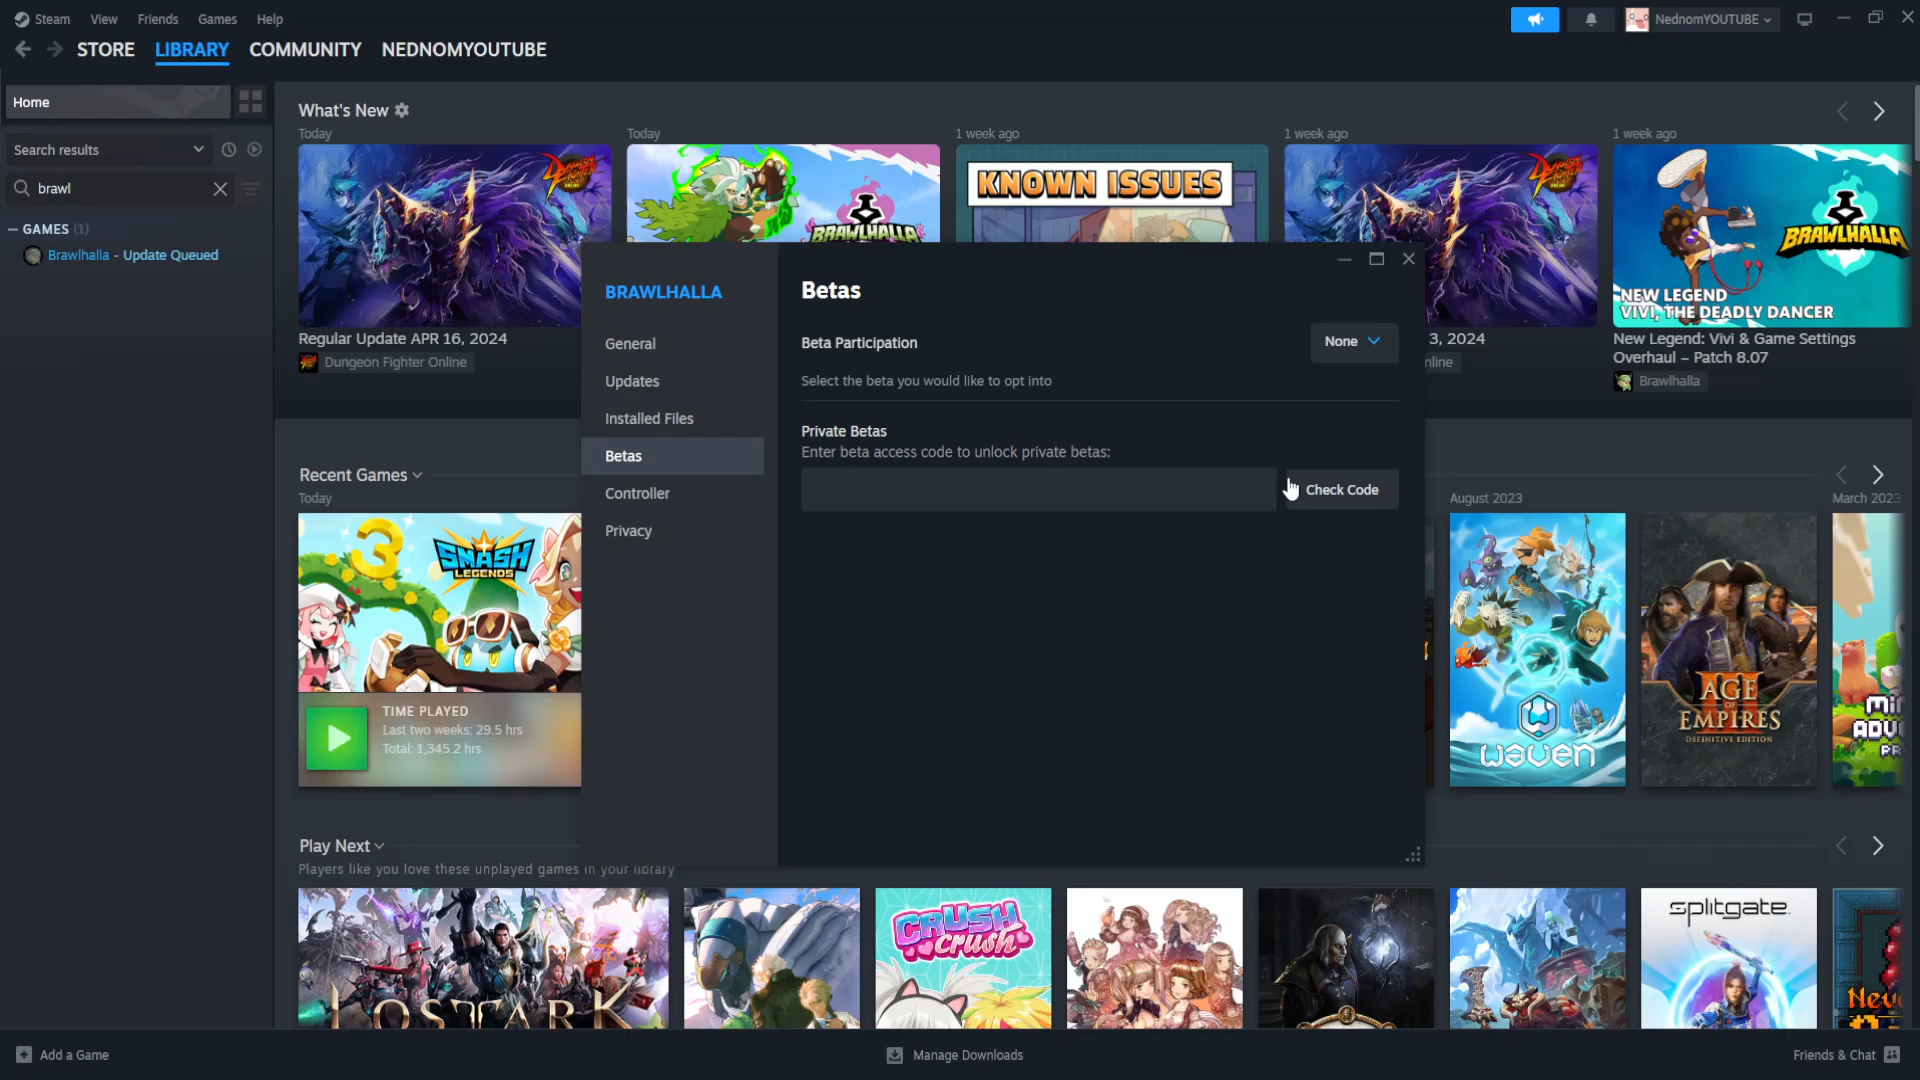 Steam View Friends Games Help
NednomYOUTUBE
STORE LIBRARY COMMUNITY NEDNOMYOUTUBE
Home
Search results
brawl
GAMES (1)
Brawlhalla - Update Queued
What's New
Today
Today
1 week ago
1 week ago
1 week ago
BRAWLHALLA
KNOWN ISSUES
BRAWLHALLA
NEW LEGEND
VIVI, THE DEADLY DANCER
Regular Update APR 16, 2024
Dungeon Fighter Online
3, 2024
nline
New Legend: Vivi & Game Settings
Overhaul – Patch 8.07
Brawlhalla
BRAWLHALLA
General
Updates
Installed Files
Betas
Controller
Privacy
Betas
Beta Participation
None
Select the beta you would like to opt into
Private Betas
Enter beta access code to unlock private betas:
Check Code
Recent Games
Today
August 2023
March 2023
3
SMASH
LEGENDS
TIME PLAYED
Last two weeks: 29.5 hrs
Total: 1,345.2 hrs
WAVEN
AGE
OF
EMPIRES
III
DEFINITIVE EDITION
Play Next
Players like you love these unplayed games in your library
LOST ARK
CRUSH
CRUSH
splitgate
Add a Game
Manage Downloads
Friends & Chat